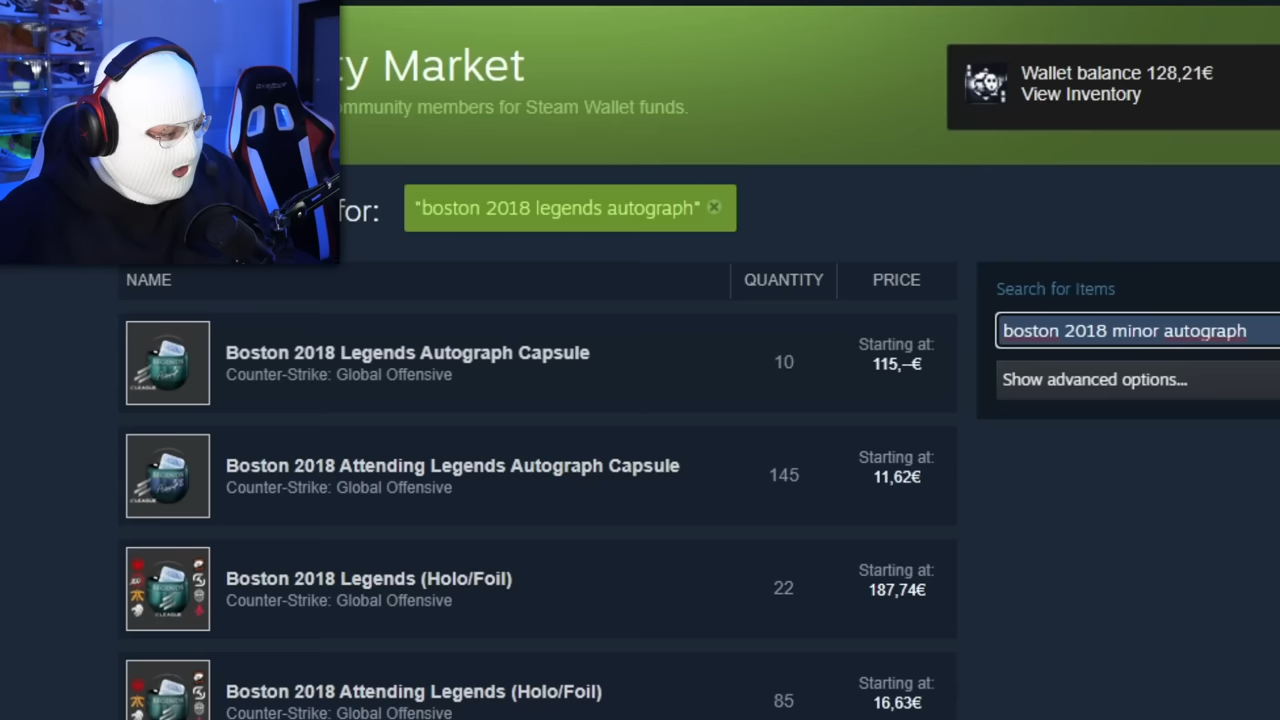 ty Market
ommunity members for Steam Wallet funds.
Wallet balance 128,21€
View Inventory
for:
"boston 2018 legends autograph"
NAME
QUANTITY
PRICE
Search for Items
boston 2018 minor autograph
Show advanced options...
Boston 2018 Legends Autograph Capsule
Counter-Strike: Global Offensive
10
Starting at:
115,--€
Boston 2018 Attending Legends Autograph Capsule
Counter-Strike: Global Offensive
145
Starting at:
11,62€
Boston 2018 Legends (Holo/Foil)
Counter-Strike: Global Offensive
22
Starting at:
187,74€
Boston 2018 Attending Legends (Holo/Foil)
Counter-Strike: Global Offensive
85
Starting at:
16,63€